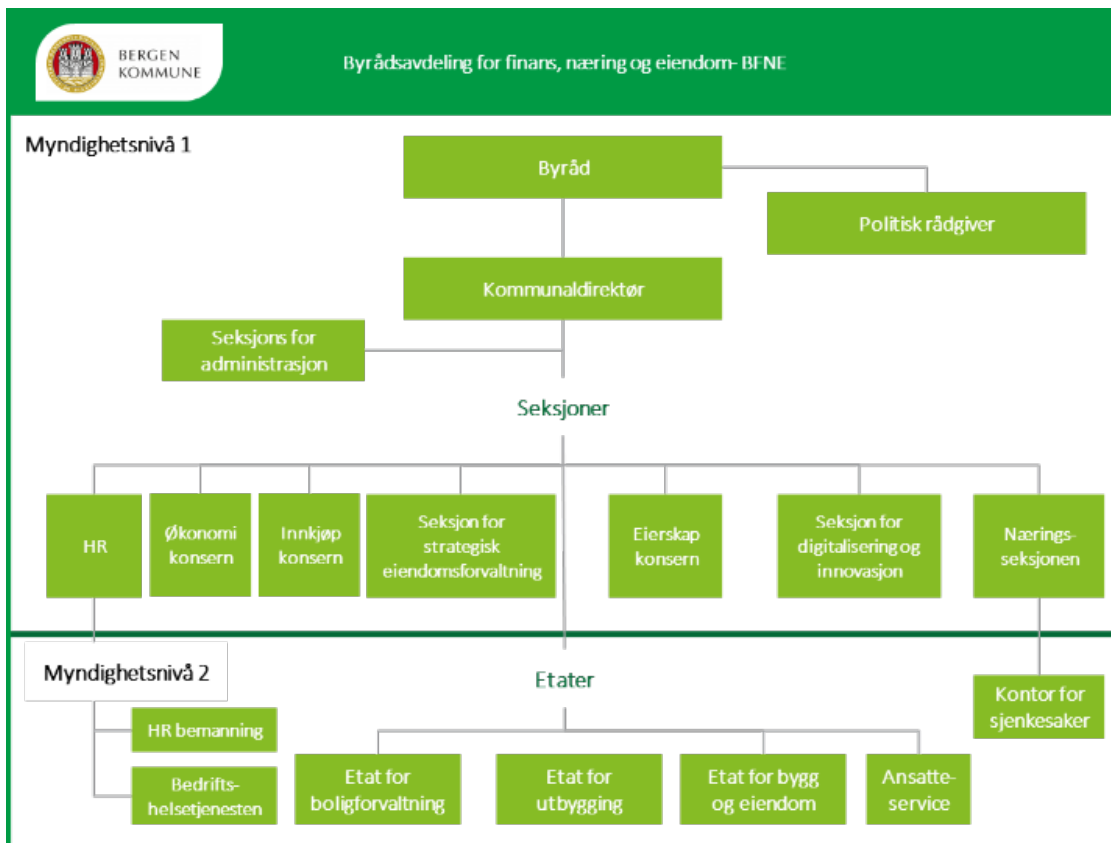 BERGEN
KOMMUNE
Byrådsavdeling for finans, næring og eiendom- BFNE
Myndighetsnivå 1
Byråd
Politisk rådgiver
Kommunaldirektør
Seksjons for
administrasjon
Seksjoner
HR
Økonomi
konsern
Innkjøp
konsern
Seksjon for
strategisk
eiendomsforvaltning
Eierskap
konsern
Seksjon for
digitalisering og
innovasjon
Nærings-
seksjonen
Myndighetsnivå 2
Etater
Kontor for
sjenkesaker
HR bemanning
Bedrifts-
helsetjenesten
Etat for
boligforvaltning
Etat for
utbygging
Etat for bygg
og eiendom
Ansatte-
service